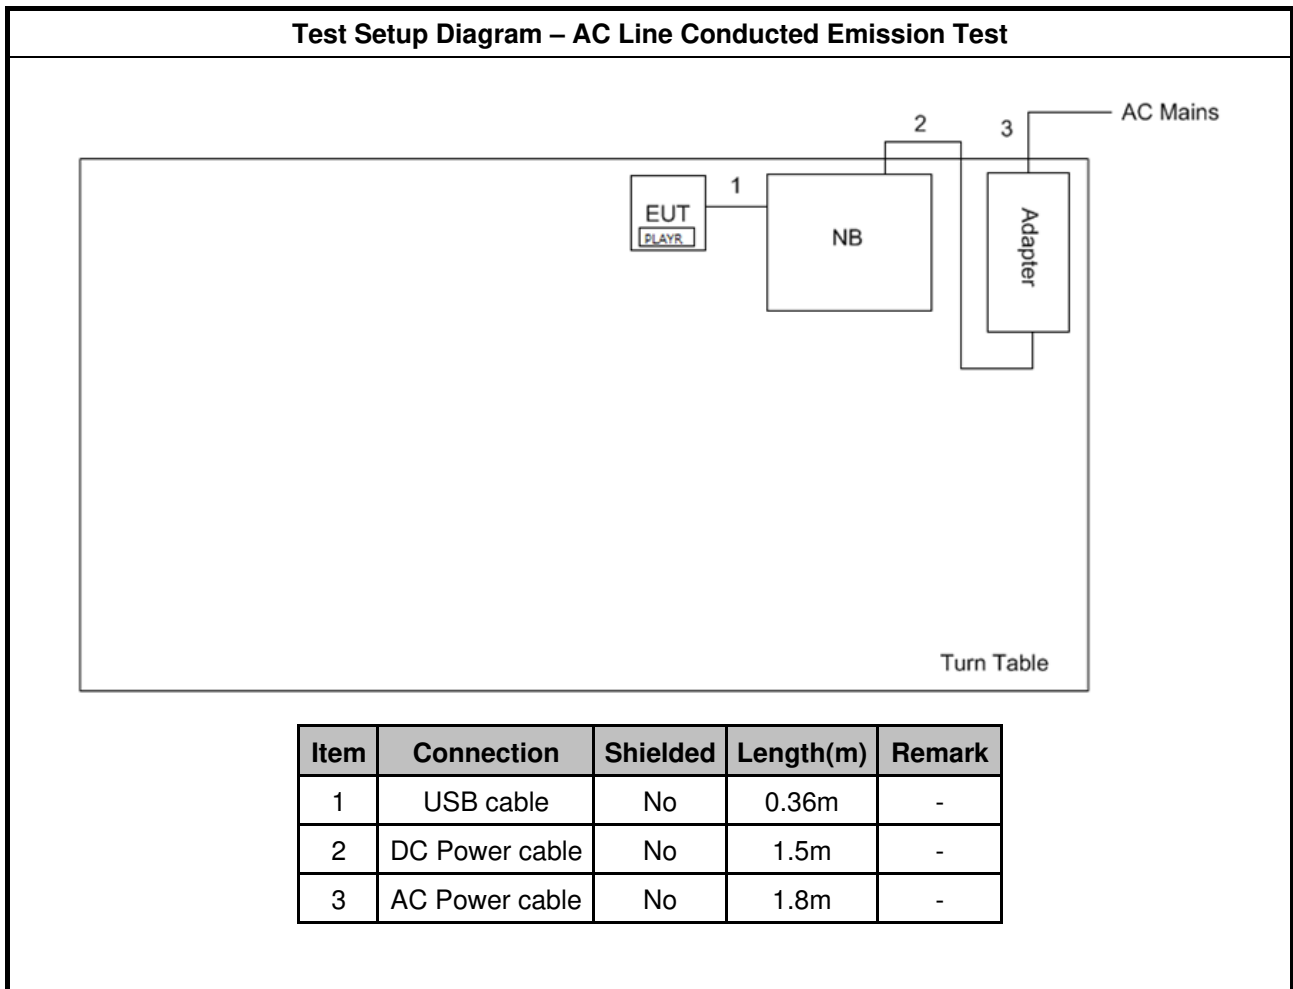 Test Setup Diagram – AC Line Conducted Emission Test
AC Mains
2
3
1
EUT
PLAYR
NB
Adapter
Turn Table
Item Connection Shielded Length(m) Remark
1 USB cable No 0.36m -
2 DC Power cable No 1.5m -
3 AC Power cable No 1.8m -